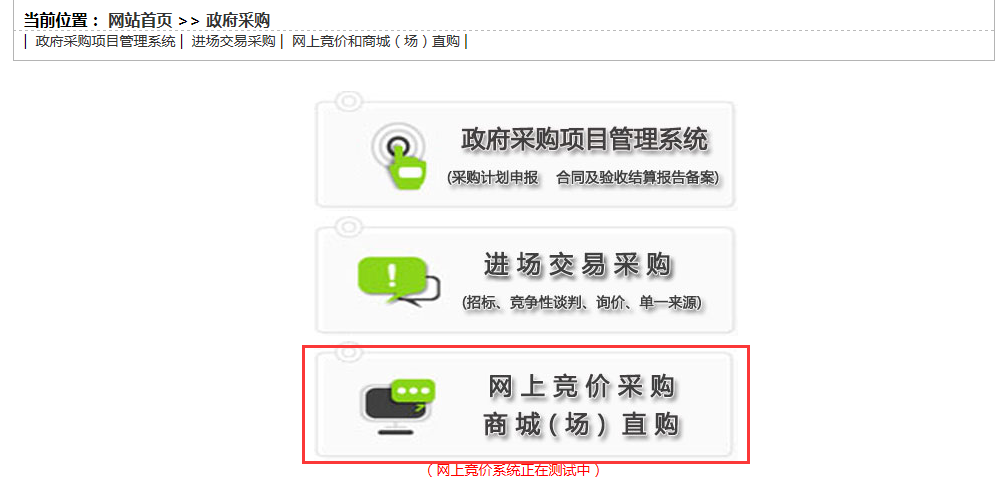 当前位置： 网站首页 >> 政府采购
| 政府采购项目管理系统 | 进场交易采购 | 网上竞价和商城（场）直购 |
政府采购项目管理系统
(采购计划申报 合同及验收结算报告备案)
进场交易采购
(招标、竞争性谈判、询价、单一来源)
网上竞价采购
商城(场)直购
（网上竞价系统正在测试中）